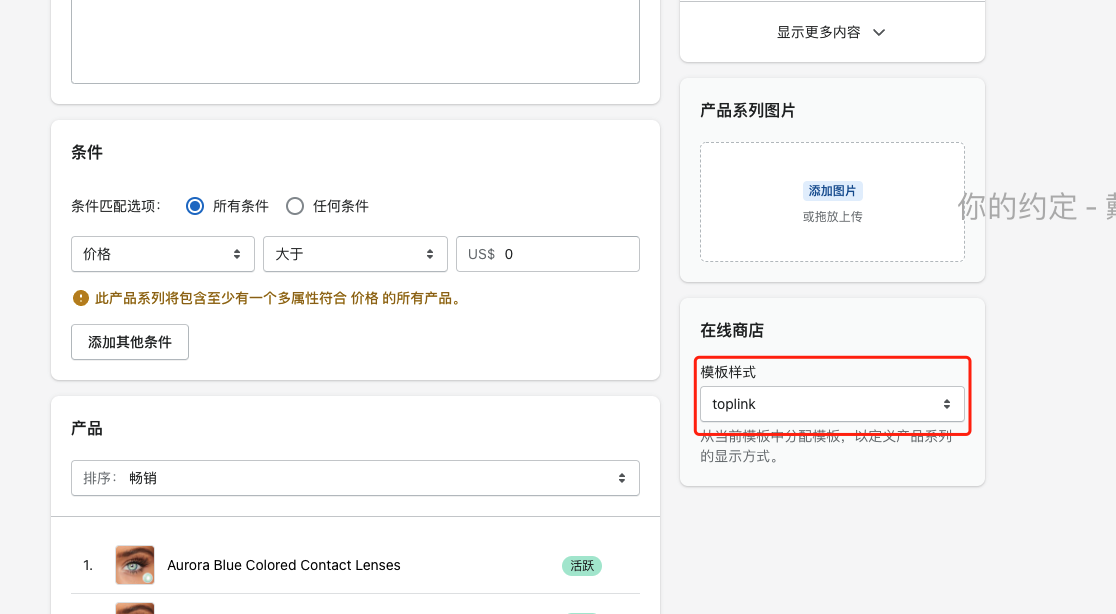 显示更多内容
产品系列图片
添加图片
或拖放上传
你的约定 -
条件
条件匹配选项：
所有条件
任何条件
价格
大于
US$ 0
此产品系列将包含至少有一个多属性符合 价格 的所有产品。
添加其他条件
在线商店
模板样式
toplink
从当前模板中分配模板，以定义产品系列
的显示方式。
产品
排序： 畅销
1.
Aurora Blue Colored Contact Lenses
活跃